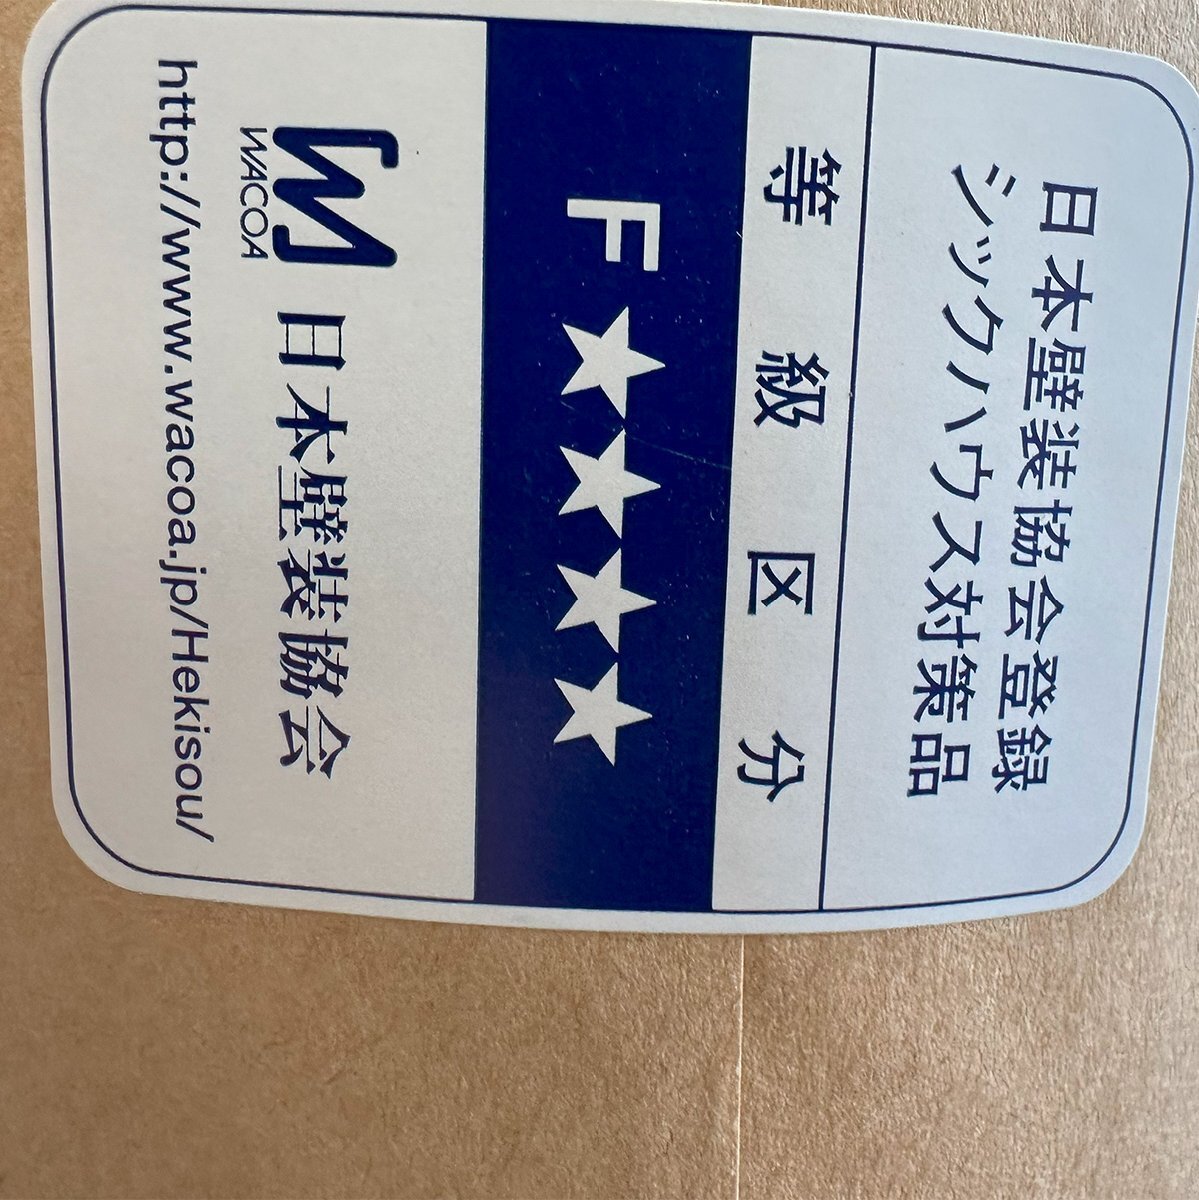 日本壁装協会登録
シックハウス対策品
等級区分
F★★★★
WACOA
日本壁装協会
http://www.wacoa.jp/Hekisou/